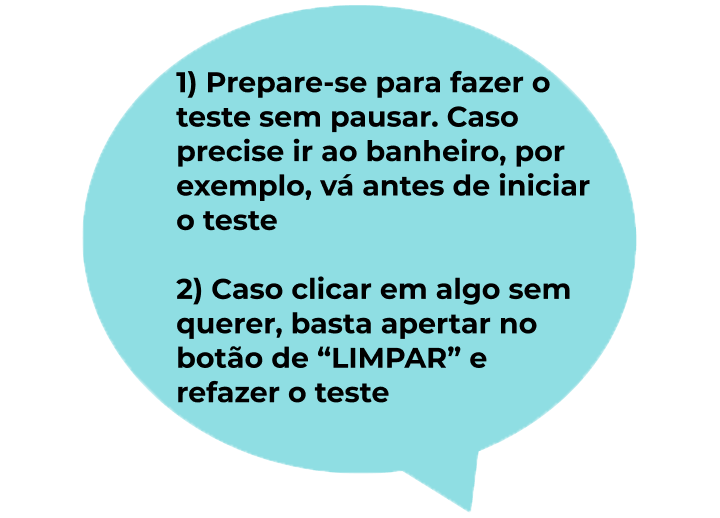 1) Prepare-se para fazer o
teste sem pausar. Caso
precise ir ao banheiro, por
exemplo, vá antes de iniciar
o teste
2) Caso clicar em algo sem
querer, basta apertar no
botão de “LIMPAR” e
refazer o teste